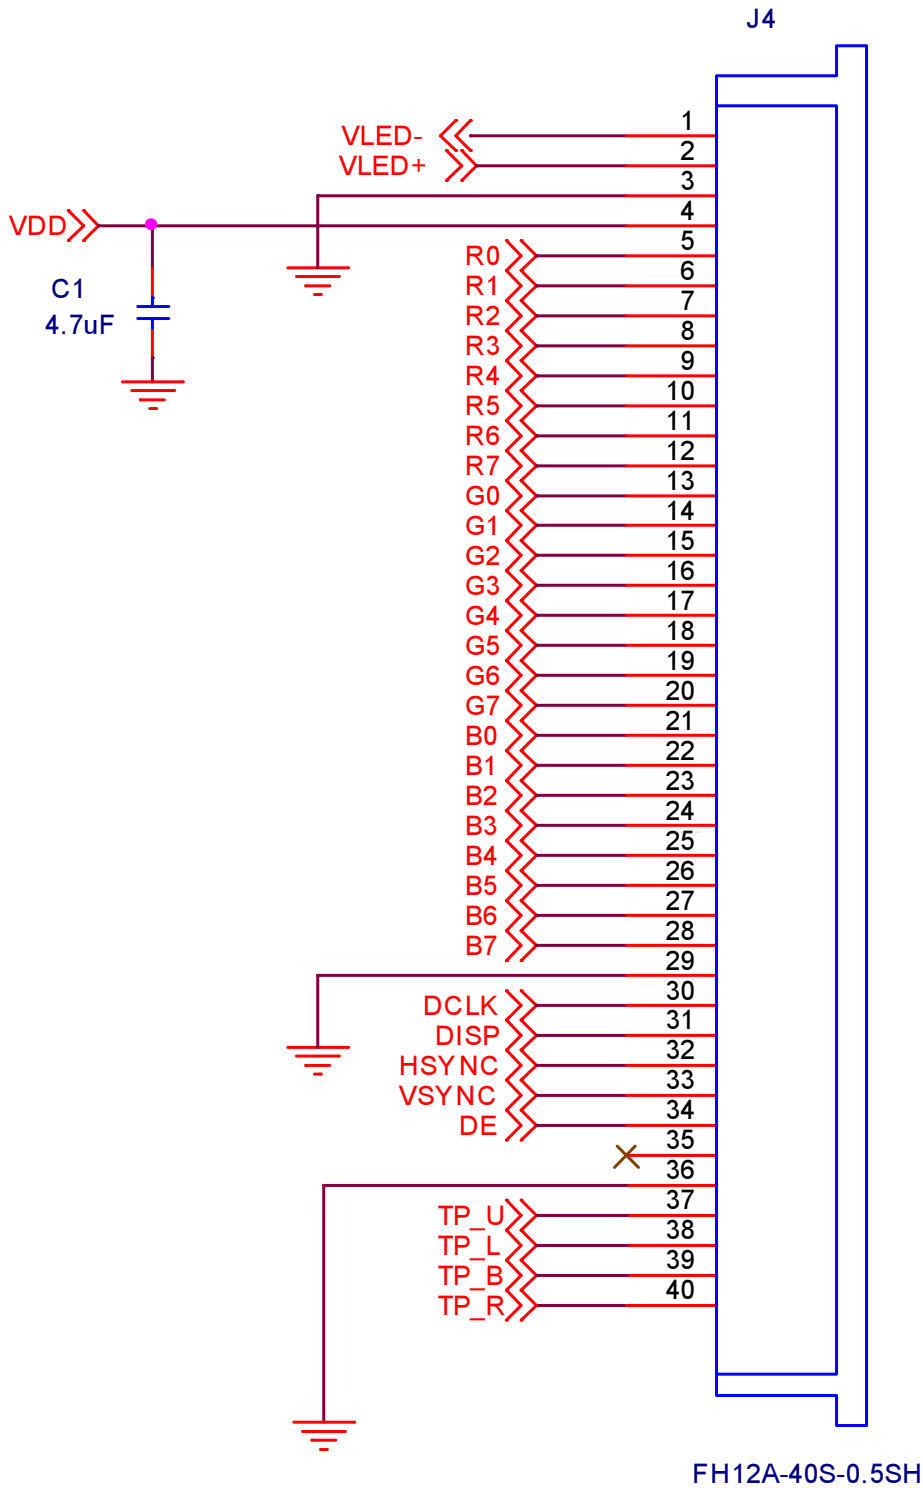 J4
VLED- 1
VLED+ 2
3
VDD 4
R0 5
R1 6
C1
4.7uF
R2 7
R3 8
R4 9
R5 10
R6 11
R7 12
G0 13
G1 14
G2 15
G3 16
G4 17
G5 18
G6 19
G7 20
B0 21
B1 22
B2 23
B3 24
B4 25
B5 26
B6 27
B7 28
29
DCLK 30
DISP 31
HSYNC 32
VSYNC 33
DE 34
35
36
TP_U 37
TP_L 38
TP_B 39
TP_R 40
FH12A-40S-0.5SH